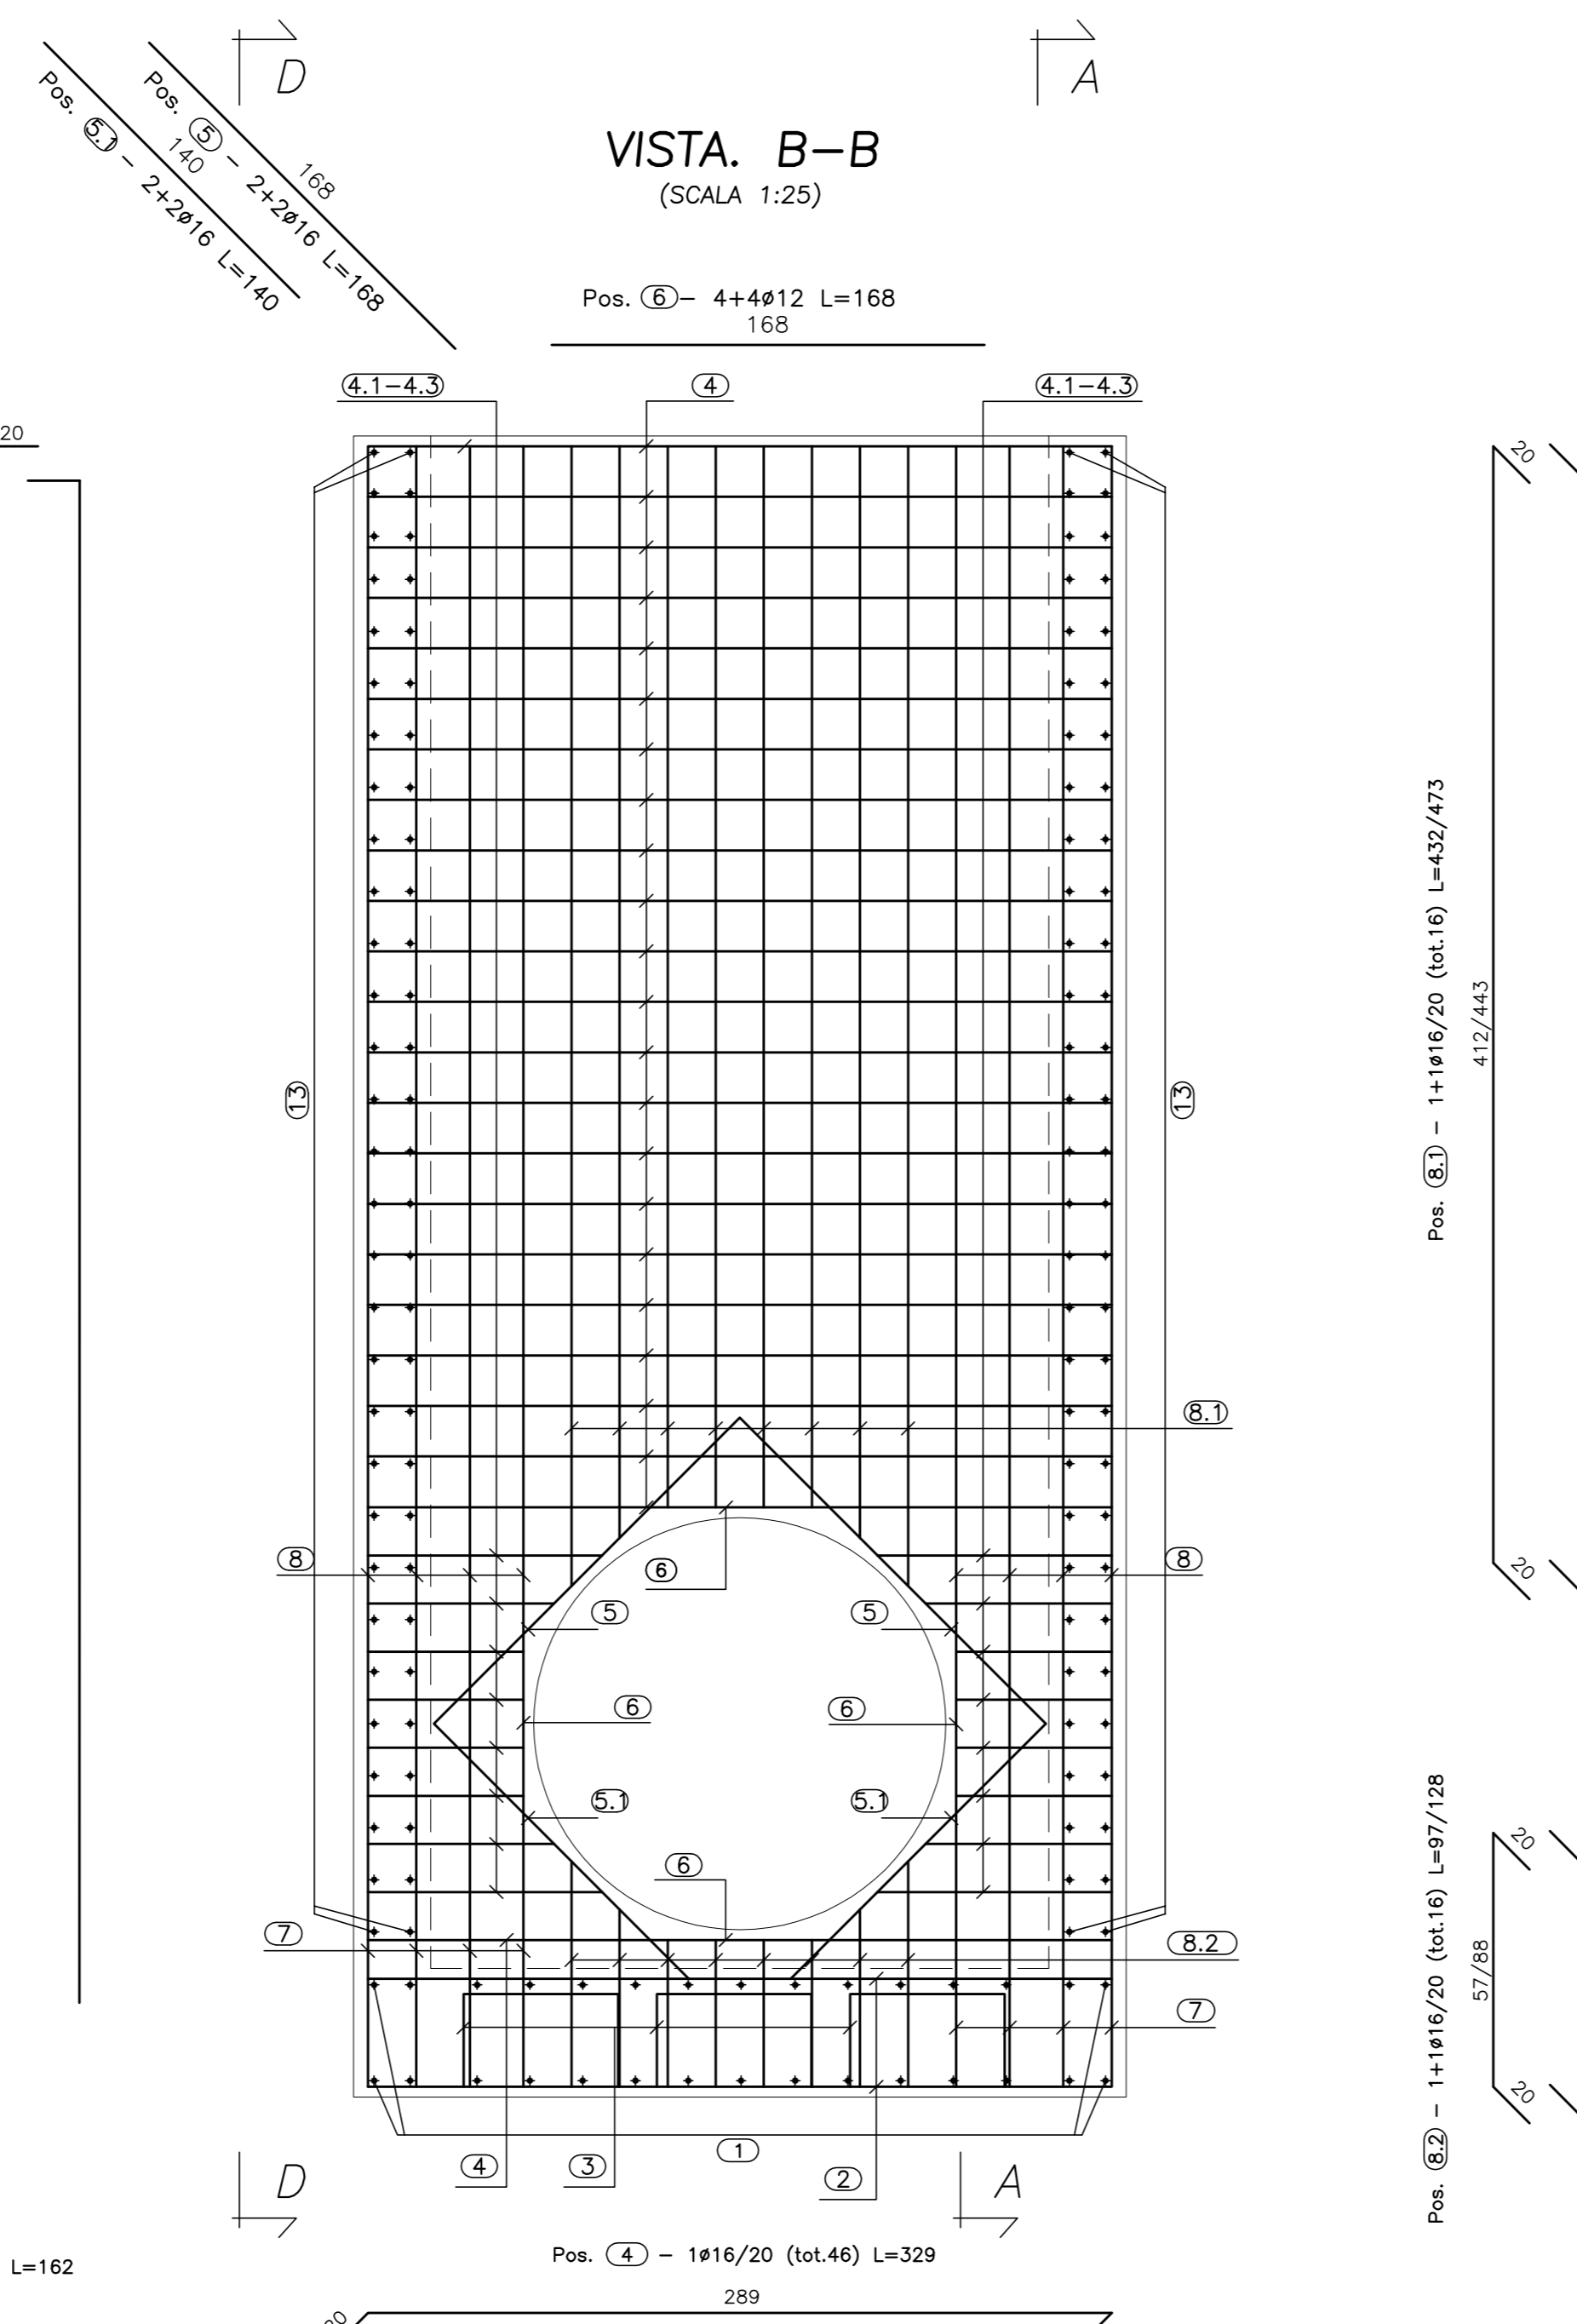 D
A
VISTA. B-B
(SCALA 1:25)
Pos. 5.1 - 2+2ø16 L=140
140
Pos. 5 - 2+2ø16 L=168
168
Pos. 6- 4+4ø12 L=168
168
4.1-4.3
4
4.1-4.3
20
20
13
13
Pos. 8.1 - 1+1ø16/20 (tot.16) L=432/473
412/443
8.1
8
6
8
20
5
5
6
6
5.1
5.1
6
Pos. 8.2 - 1+1ø16/20 (tot.16) L=97/128
57/88
20
7
8.2
7
20
1
4
3
2
D
A
Pos. 4 - 1ø16/20 (tot.46) L=329
L=162
289